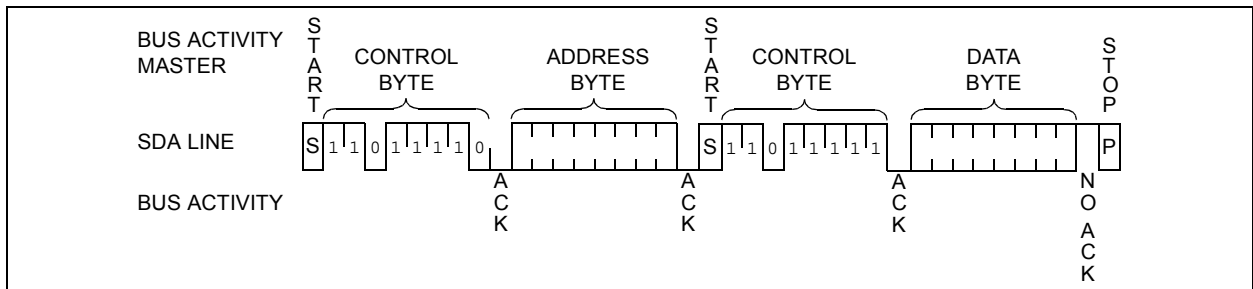 BUS ACTIVITY
MASTER
START
CONTROL
BYTE
ADDRESS
BYTE
START
CONTROL
BYTE
DATA
BYTE
STOP
SDA LINE
S 1 1 0 1 1 1 1 0
S 1 1 0 1 1 1 1 1
P
BUS ACTIVITY
ACK
ACK
ACK
NO ACK